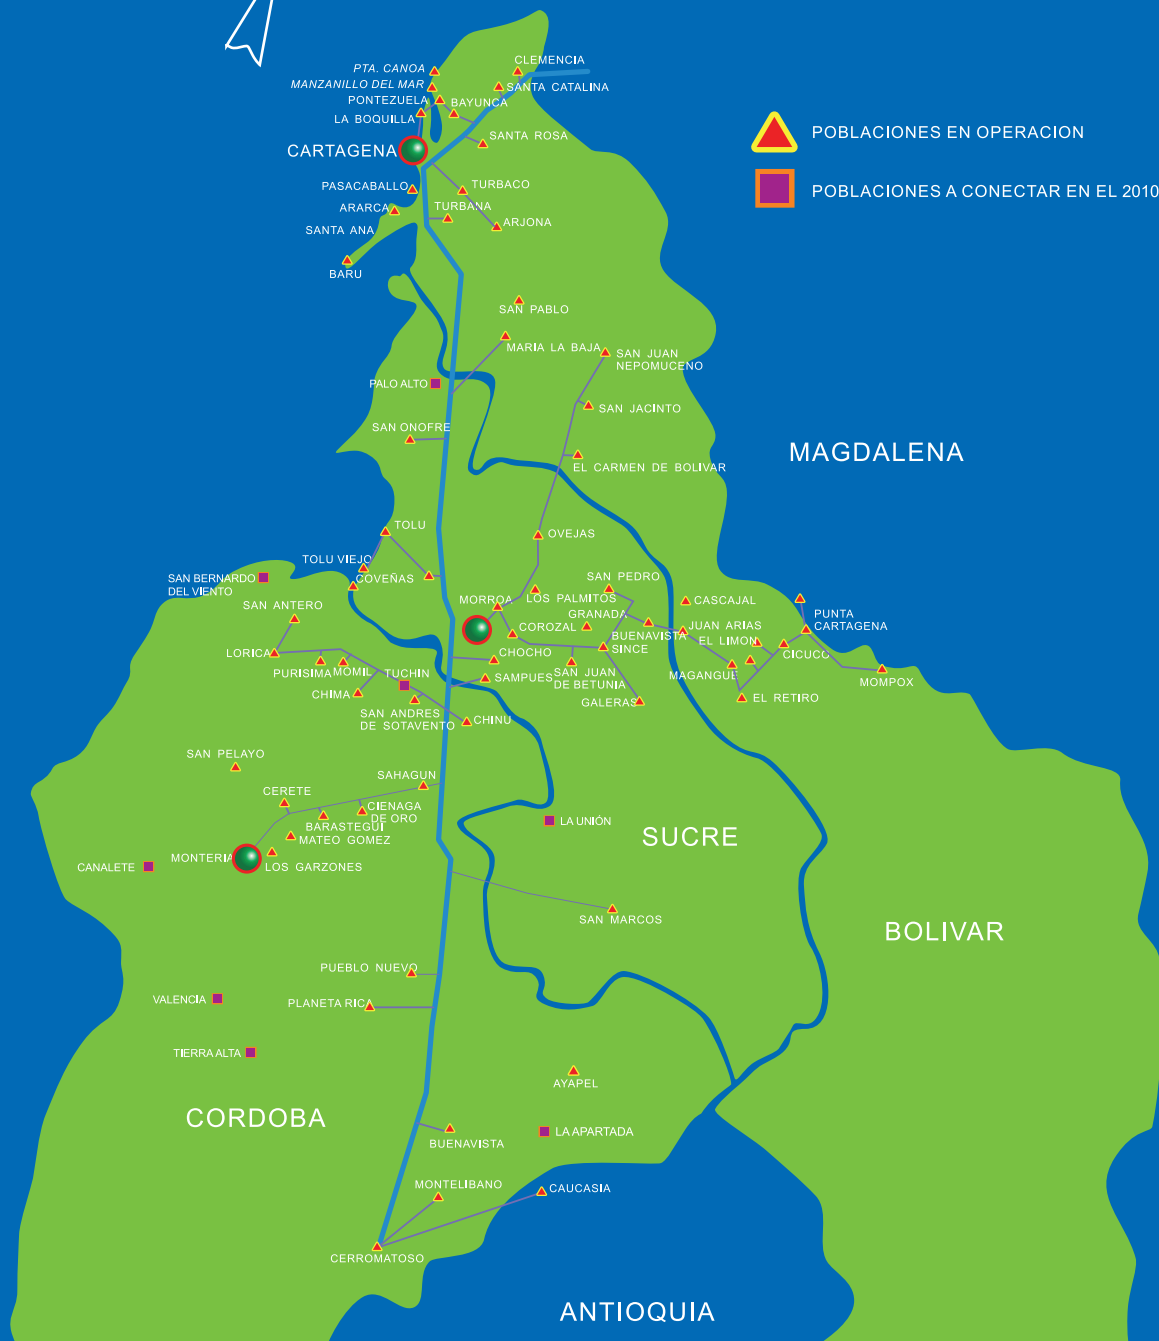 CLEMENCIA
PTA. CANOA
MANZANILLO DEL MAR
SANTA CATALINA
PONTEZUELA
BAYUNCA
LA BOQUILLA
SANTA ROSA
CARTAGENA
POBLACIONES EN OPERACION
POBLACIONES A CONECTAR EN EL 2010
PASACABALLO
TURBACO
ARARCA
TURBANA
SANTA ANA
ARJONA
BARU
SAN PABLO
MARIA LA BAJA
SAN JUAN
NEPOMUCENO
PALO ALTO
SAN JACINTO
SAN ONOFRE
MAGDALENA
EL CARMEN DE BOLIVAR
TOLU
OVEJAS
TOLU VIEJO
SAN BERNARDO
DEL VIENTO
COVEÑAS
SAN PEDRO
SAN ANTERO
MORROA
LOS PALMITOS
CASCAJAL
GRANADA
PUNTA
CARTAGENA
COROZAL
BUENAVISTA
JUAN ARIAS
SINCE
EL LIMON
LORICA
CHOCHO
CICUCO
PURISIMA
MOMIL
TUCHIN
SAMPUES
SAN JUAN
DE BETUNIA
MAGANGUE
MOMPOX
CHIMA
GALERAS
EL RETIRO
SAN ANDRES
DE SOTAVENTO
CHINU
SAN PELAYO
SAHAGUN
CERETE
CIENAGA
DE ORO
BARASTEGUI
MATEO GOMEZ
LA UNIÓN
SUCRE
MONTERIA
LOS GARZONES
CANALETE
SAN MARCOS
BOLIVAR
PUEBLO NUEVO
VALENCIA
PLANETA RICA
TIERRA ALTA
AYAPEL
CORDOBA
LA APARTADA
BUENAVISTA
MONTELIBANO
CAUCASIA
CERROMATOSO
ANTIOQUIA